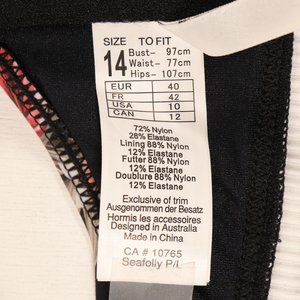 SIZE TO FIT
14 Bust- 97cm
Waist- 77cm
Hips- 107cm
EUR 40
FR 42
USA 10
CAN 12
72% Nylon
28% Elastane
Lining 88% Nylon
12% Elastane
Futter 88% Nylon
12% Elastane
Doublure 88% Nylon
12% Elastane
Exclusive of trim
Ausgenommen der Besatz
Hormis les accessoires
Designed in Australia
Made in China
CA # 10765
Seafolly P/L